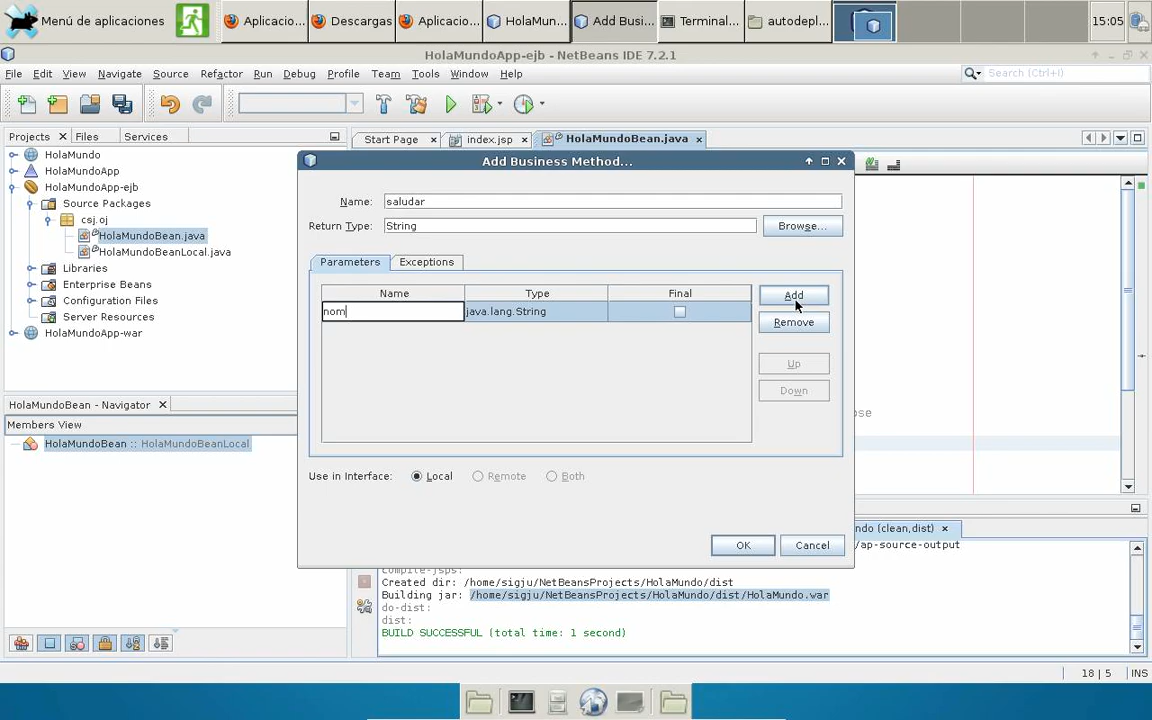 Menú de aplicaciones
Aplicacio...
Descargas
Aplicacio...
HolaMun...
Add Busi...
Terminal...
autodepl...
15:05
HolaMundoApp-ejb - NetBeans IDE 7.2.1
File Edit View Navigate Source Refactor Run Debug Profile Team Tools Window Help
Search (Ctrl+I)
Projects
Files
Services
Start Page
index.jsp
HolaMundoBean.java
HolaMundo
HolaMundoApp
HolaMundoApp-ejb
Source Packages
csj.oj
HolaMundoBean.java
HolaMundoBeanLocal.java
Libraries
Enterprise Beans
Configuration Files
Server Resources
HolaMundoApp-war
HolaMundoBean - Navigator
Members View
HolaMundoBean :: HolaMundoBeanLocal
Add Business Method...
Name: saludar
Return Type: String
Browse...
Parameters
Exceptions
Name Type Final
nom java.lang.String
Add
Remove
Up
Down
Use in Interface: Local Remote Both
OK
Cancel
ose
ndo (clean,dist)
/ap-source-output
compile-jsps:
Created dir: /home/sigju/NetBeansProjects/HolaMundo/dist
Building jar: /home/sigju/NetBeansProjects/HolaMundo/dist/HolaMundo.war
do-dist:
dist:
BUILD SUCCESSFUL (total time: 1 second)
18 | 5 INS